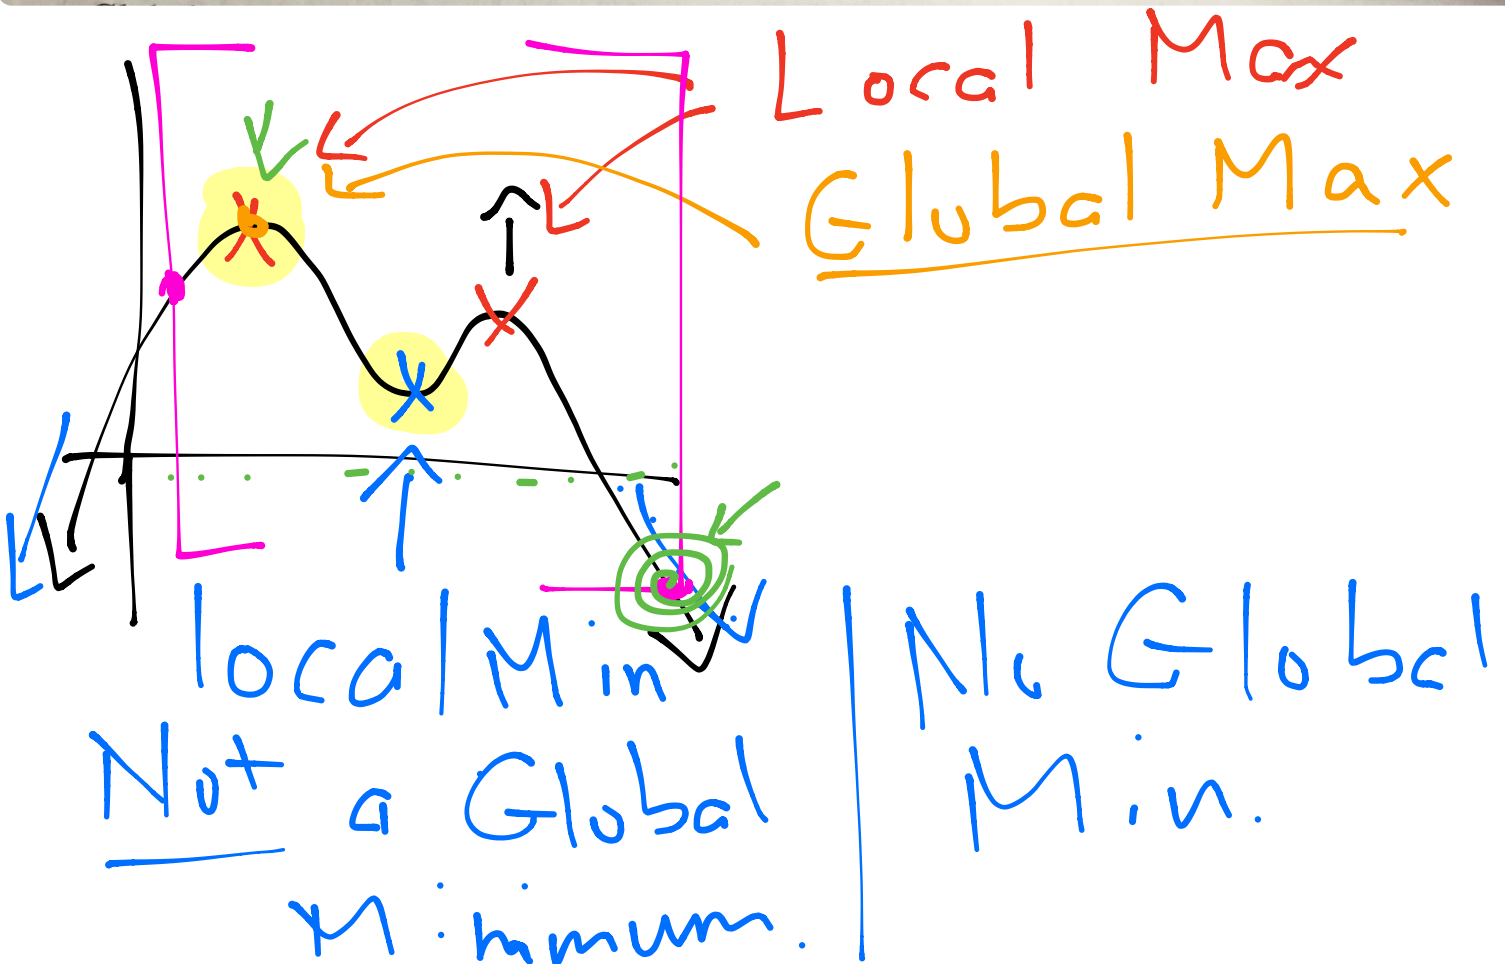 Local Max
Global Max
local Min
Not a Global
Minimum.
No Global
Min.